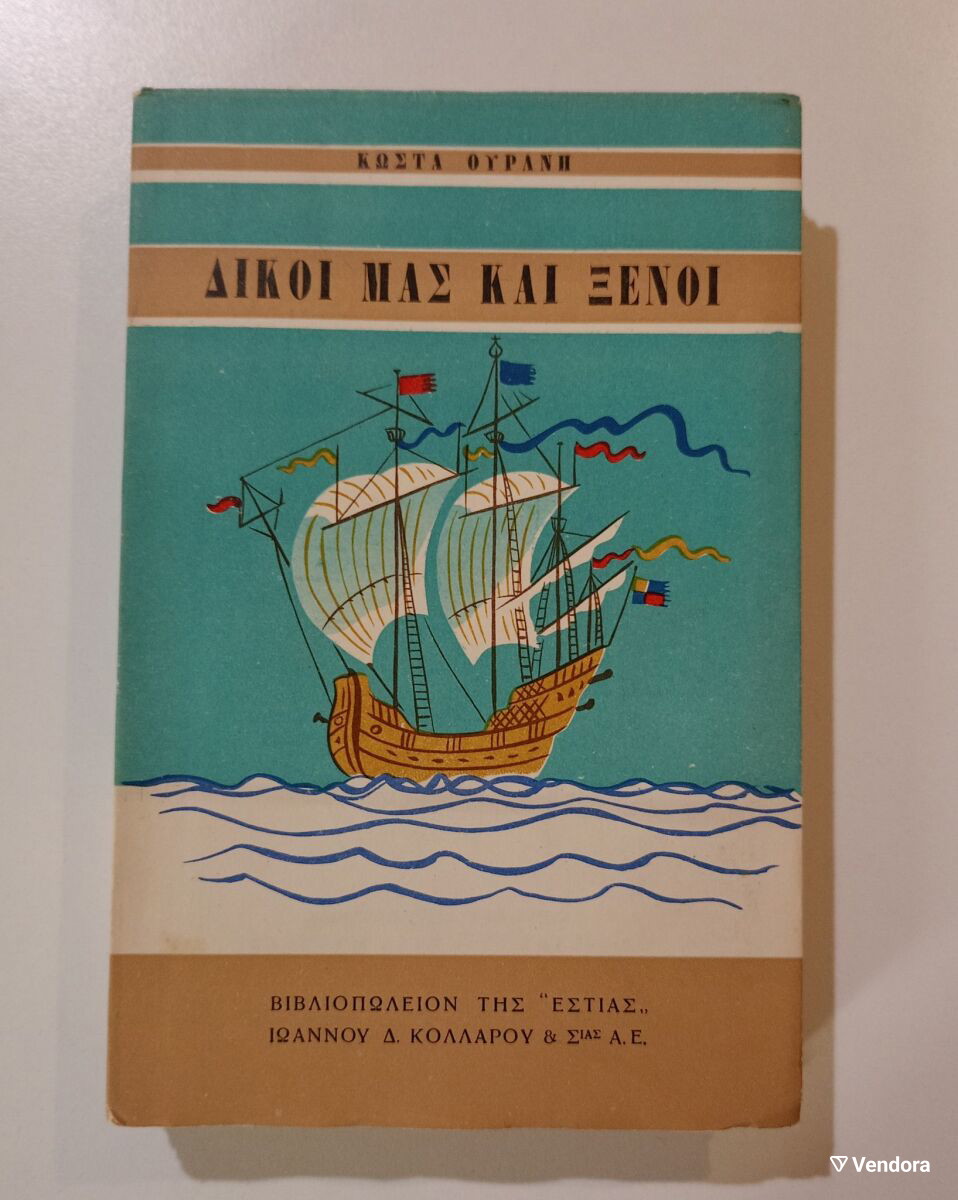 ΚΩΣΤΑ ΟΥΡΑΝΗ
ΔΙΚΟΙ ΜΑΣ ΚΑΙ ΞΕΝΟΙ
ΒΙΒΛΙΟΠΩΛΕΙΟΝ ΤΗΣ “ΕΣΤΙΑΣ„
ΙΩΑΝΝΟΥ Δ. ΚΟΛΛΑΡΟΥ & ΣΙΑΣ Α.Ε.
Vendora